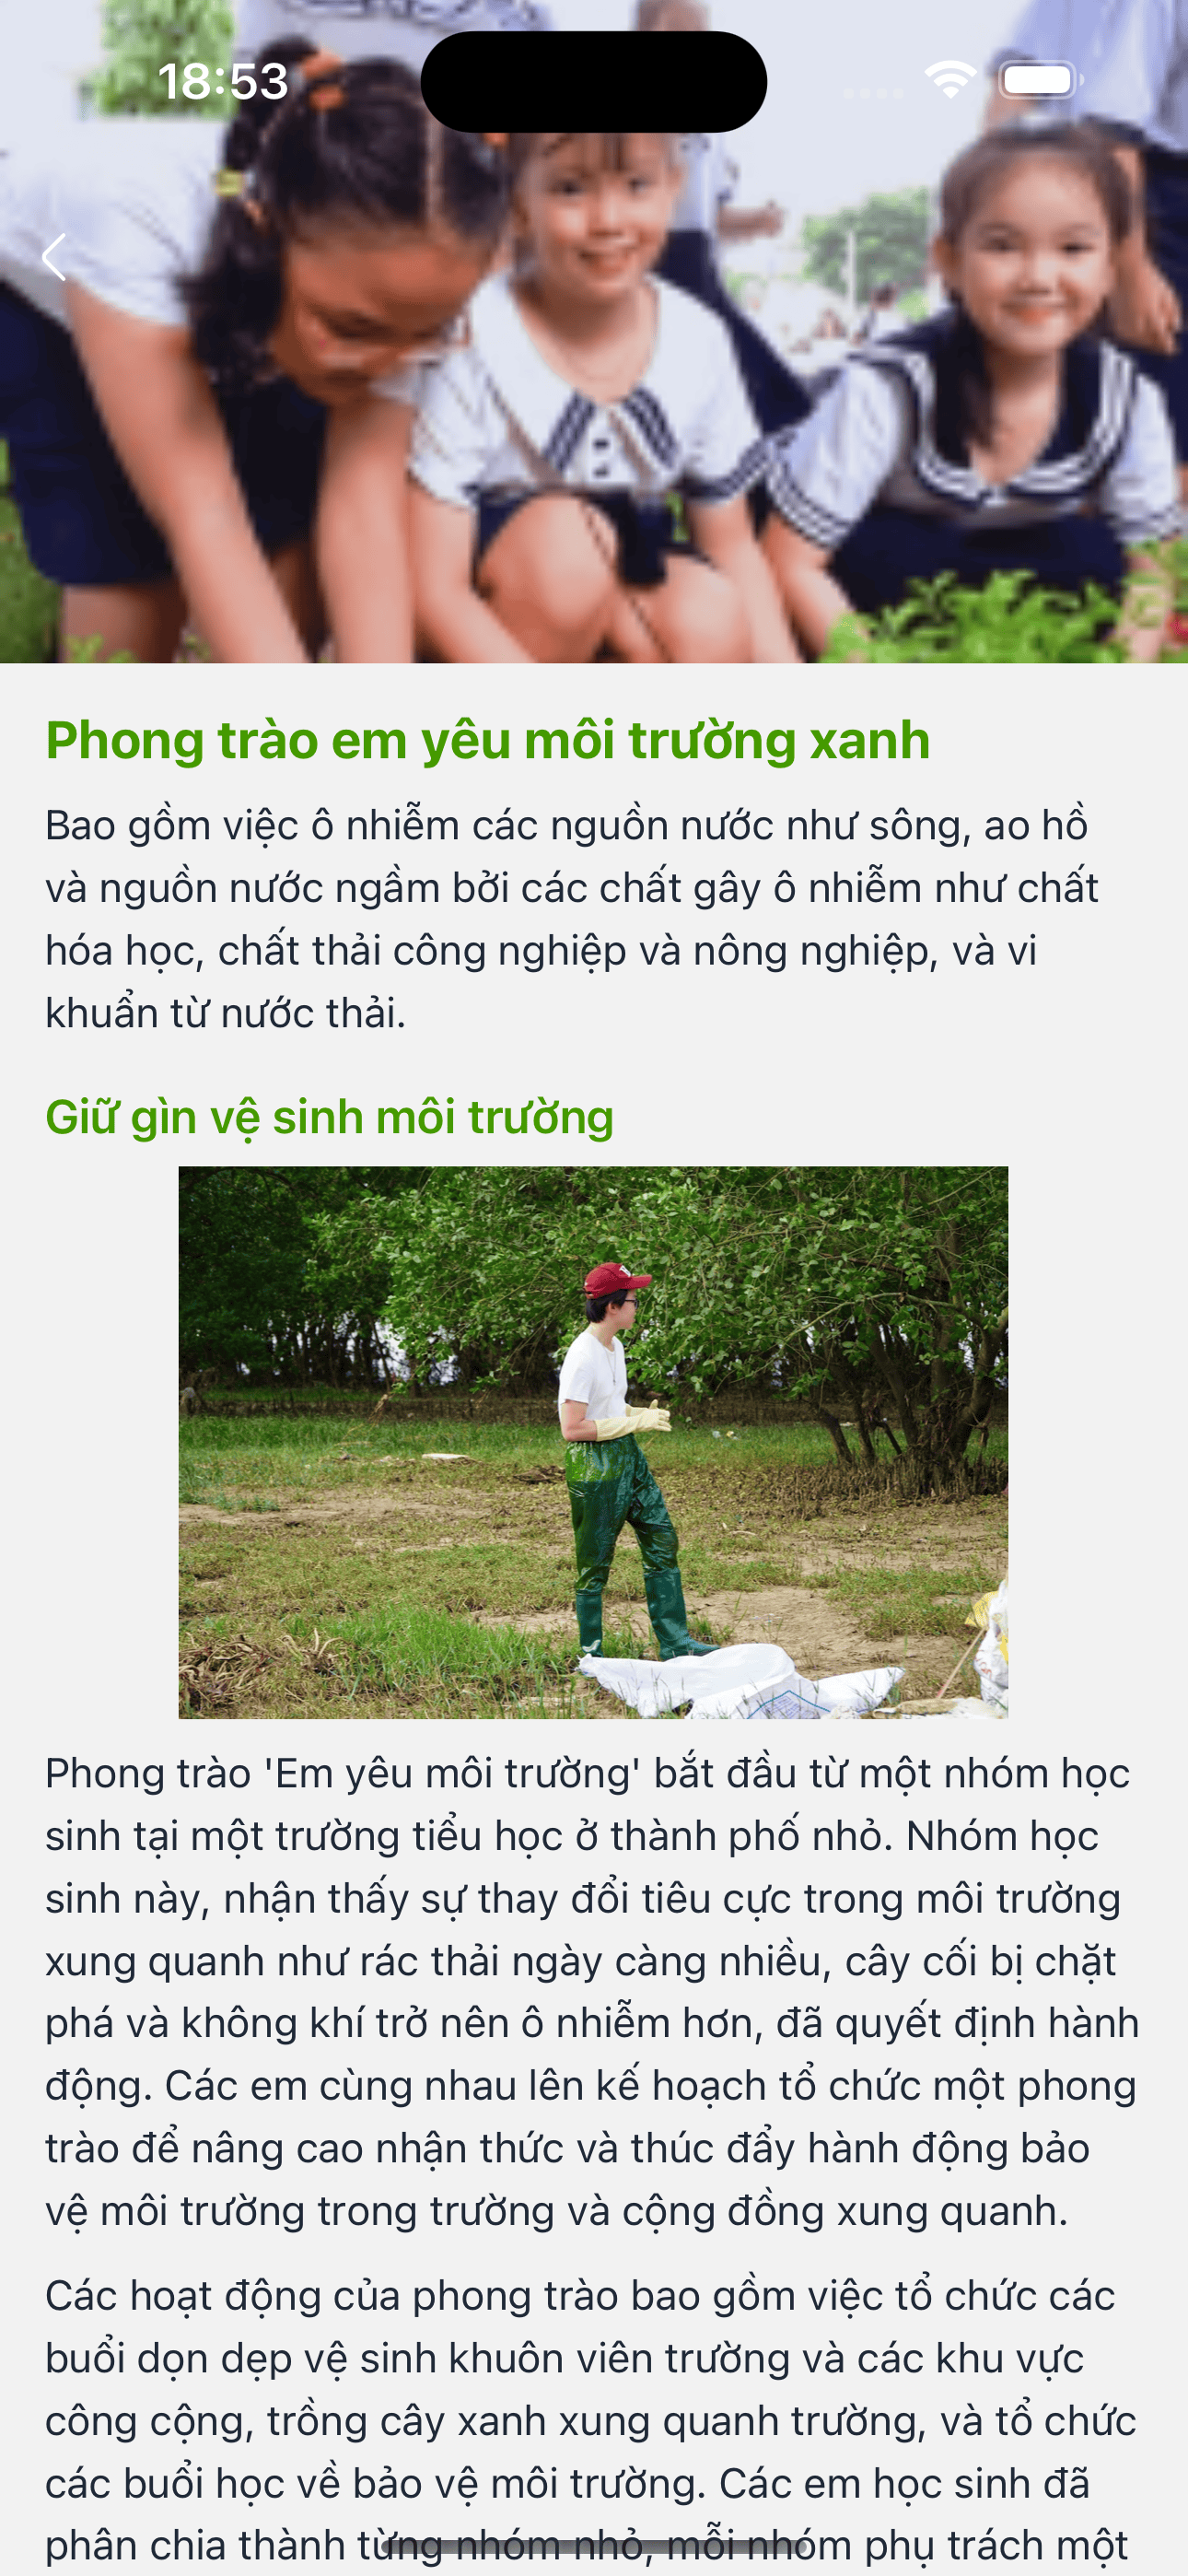 18:53
Phong trào em yêu môi trường xanh
Bao gồm việc ô nhiễm các nguồn nước như sông, ao hồ
và nguồn nước ngầm bởi các chất gây ô nhiễm như chất
hóa học, chất thải công nghiệp và nông nghiệp, và vi
khuẩn từ nước thải.
Giữ gìn vệ sinh môi trường
Phong trào 'Em yêu môi trường' bắt đầu từ một nhóm học
sinh tại một trường tiểu học ở thành phố nhỏ. Nhóm học
sinh này, nhận thấy sự thay đổi tiêu cực trong môi trường
xung quanh như rác thải ngày càng nhiều, cây cối bị chặt
phá và không khí trở nên ô nhiễm hơn, đã quyết định hành
động. Các em cùng nhau lên kế hoạch tổ chức một phong
trào để nâng cao nhận thức và thúc đẩy hành động bảo
vệ môi trường trong trường và cộng đồng xung quanh.
Các hoạt động của phong trào bao gồm việc tổ chức các
buổi dọn dẹp vệ sinh khuôn viên trường và các khu vực
công cộng, trồng cây xanh xung quanh trường, và tổ chức
các buổi học về bảo vệ môi trường. Các em học sinh đã
phân chia thành từng nhóm nhỏ, mỗi nhóm phụ trách một